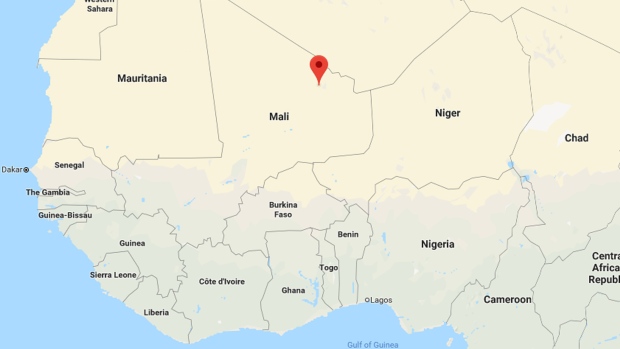 Western
Sahara
Mauritania
Mali
Niger
Chad
Dakar
Senegal
The Gambia
Guinea-Bissau
Burkina
Faso
Guinea
Benin
Nigeria
Togo
Sierra Leone
Côte d'Ivoire
Ghana
Liberia
Lagos
Cameroon
Centra
Africa
Republ
Gulf of Guinea